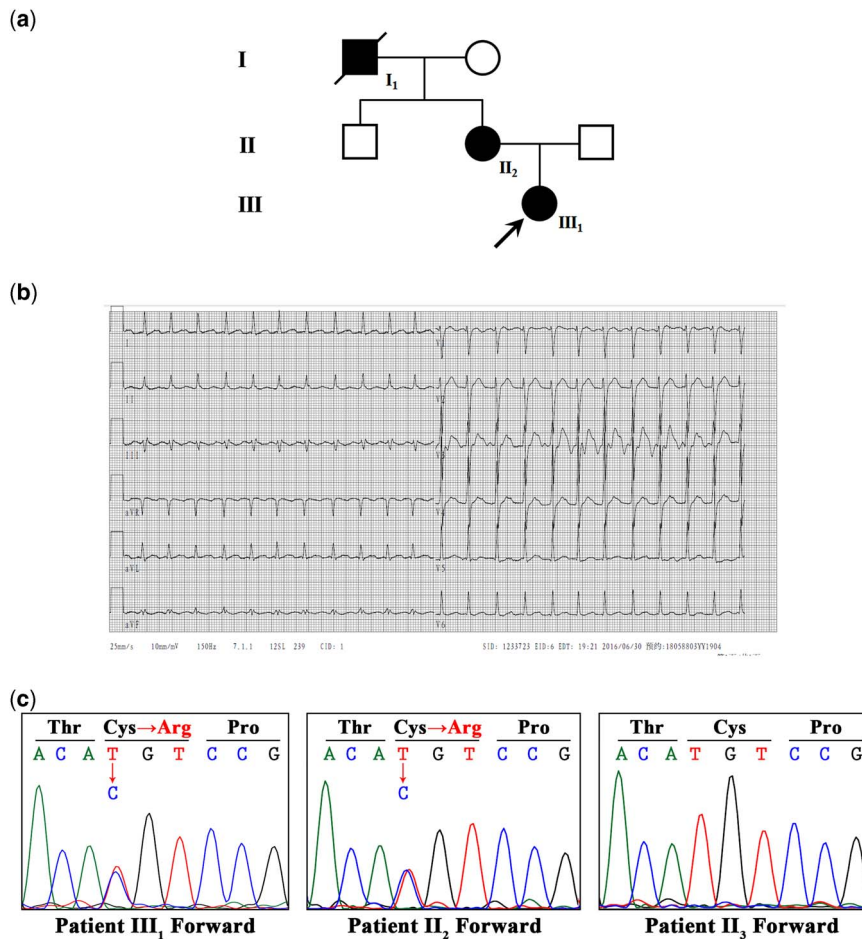 (a)
I
I1
II
II2
III
III1
(b)
I V1
II V2
III V3
aVR V4
aVL V5
aVF V6
25mm/s 10mm/mV 150Hz 7.1.1 12SL 239 CID: 1 SID: 1233723 EID:6 EDT: 19:21 2016/06/30 预约:18058803YY1904
(c)
Thr Cys→Arg Pro Thr Cys→Arg Pro Thr Cys Pro
A C A T G T C C G A C A T G T C C G A C A T G T C C G
C C
Patient III1 Forward Patient II2 Forward Patient II3 Forward